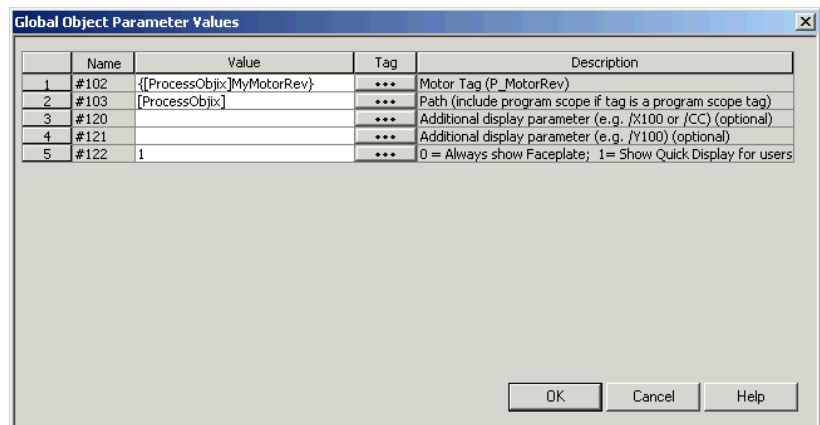 Global Object Parameter Values
Name Value Tag Description
1 #102 {[ProcessObjix]MyMotorRev} ••• Motor Tag (P_MotorRev)
2 #103 [ProcessObjix] ••• Path (include program scope if tag is a program scope tag)
3 #120 ••• Additional display parameter (e.g. /X100 or /CC) (optional)
4 #121 ••• Additional display parameter (e.g. /Y100) (optional)
5 #122 1 ••• 0 = Always show Faceplate; 1= Show Quick Display for users
OK Cancel Help